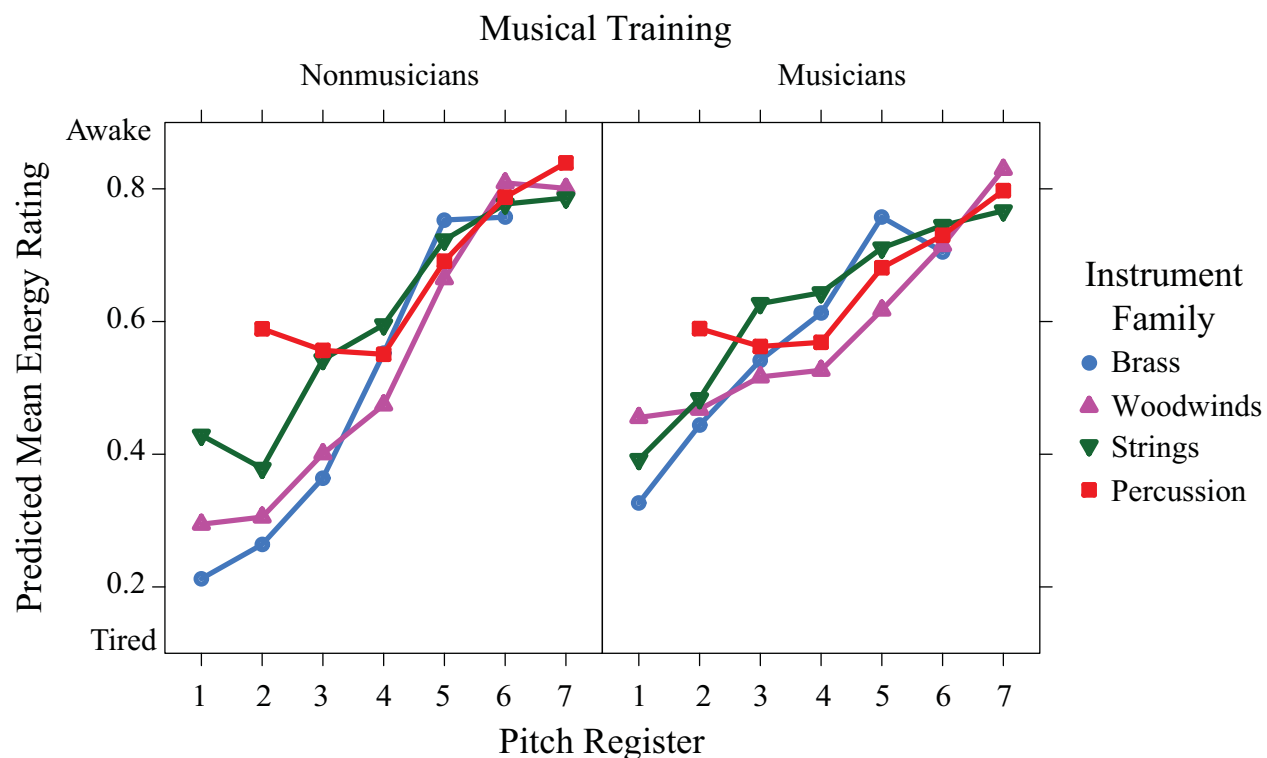 Musical Training
Nonmusicians
Musicians
Awake
0.8
0.6
0.4
0.2
Tired
Predicted Mean Energy Rating
1 2 3 4 5 6 7
1 2 3 4 5 6 7
Pitch Register
Instrument
Family
Brass
Woodwinds
Strings
Percussion